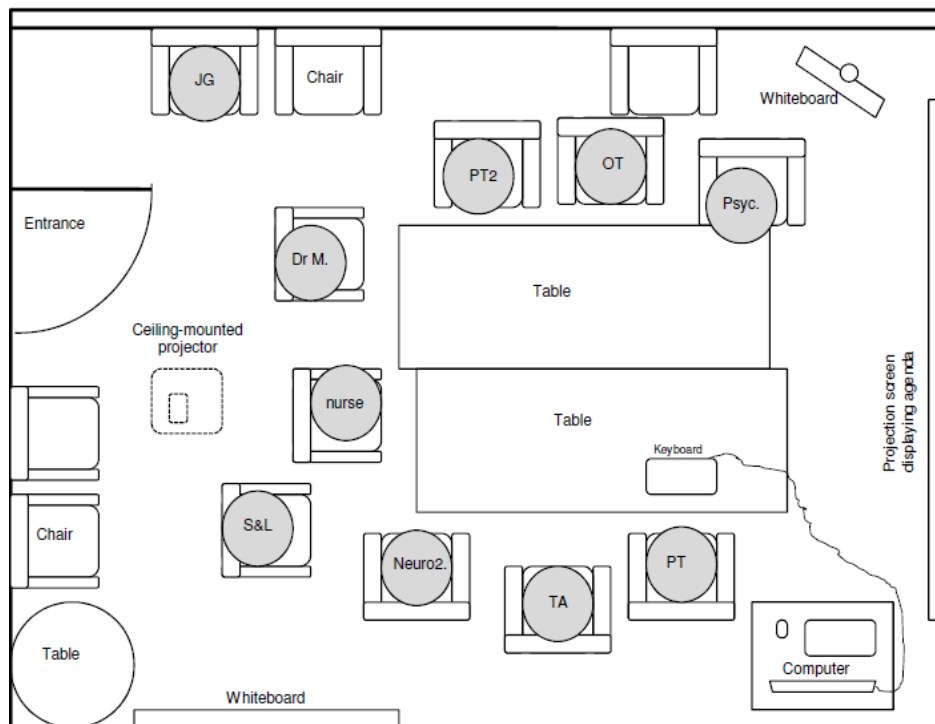 JG
Chair
Whiteboard
PT2
OT
Psyc.
Entrance
Dr M.
Table
Ceiling-mounted
projector
nurse
Table
Keyboard
Projection screen
displaying agenda
S&L
Chair
Neuro2.
PT
TA
Table
Computer
Whiteboard